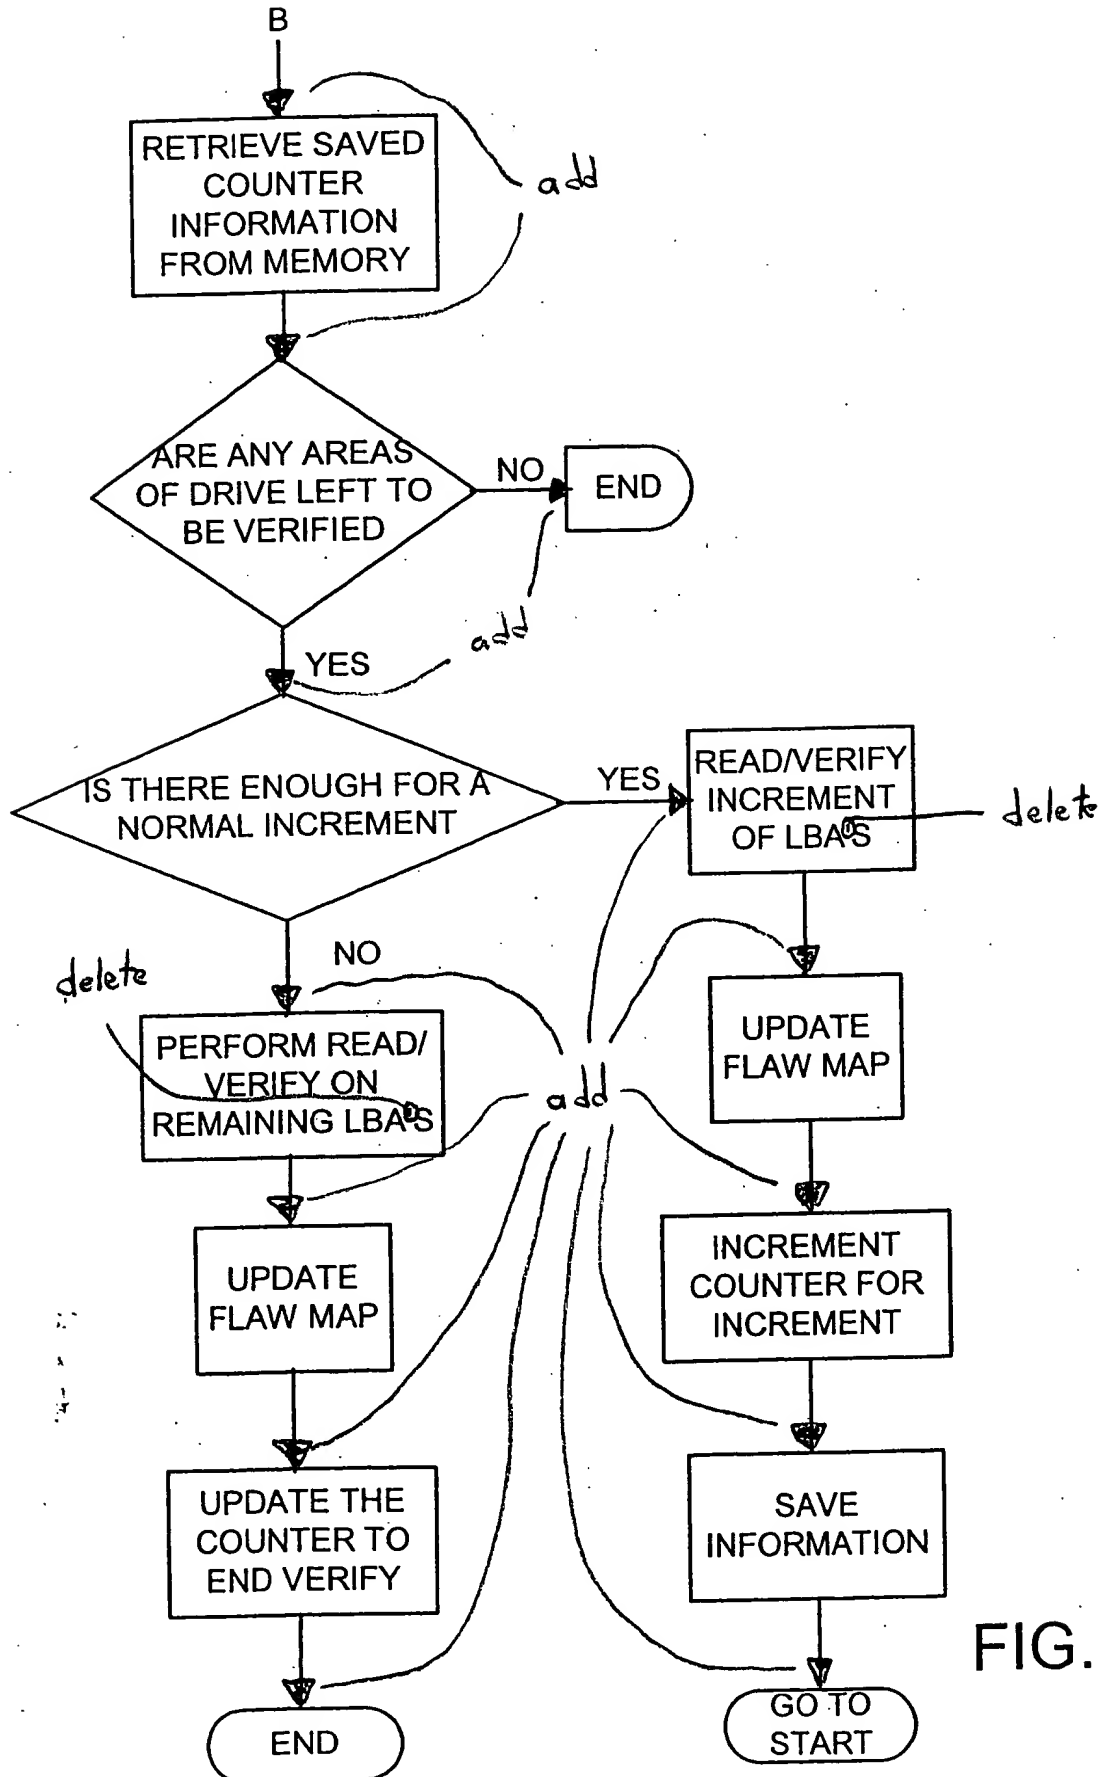 B
RETRIEVE SAVED
COUNTER
INFORMATION
FROM MEMORY
add
ARE ANY AREAS
OF DRIVE LEFT TO
BE VERIFIED
NO
END
add
YES
IS THERE ENOUGH FOR A
NORMAL INCREMENT
YES
READ/VERIFY
INCREMENT
OF LBA'S
delete
NO
delete
PERFORM READ/
VERIFY ON
REMAINING LBA'S
add
UPDATE
FLAW MAP
UPDATE
FLAW MAP
INCREMENT
COUNTER FOR
INCREMENT
UPDATE THE
COUNTER TO
END VERIFY
SAVE
INFORMATION
END
GO TO
START
FIG.